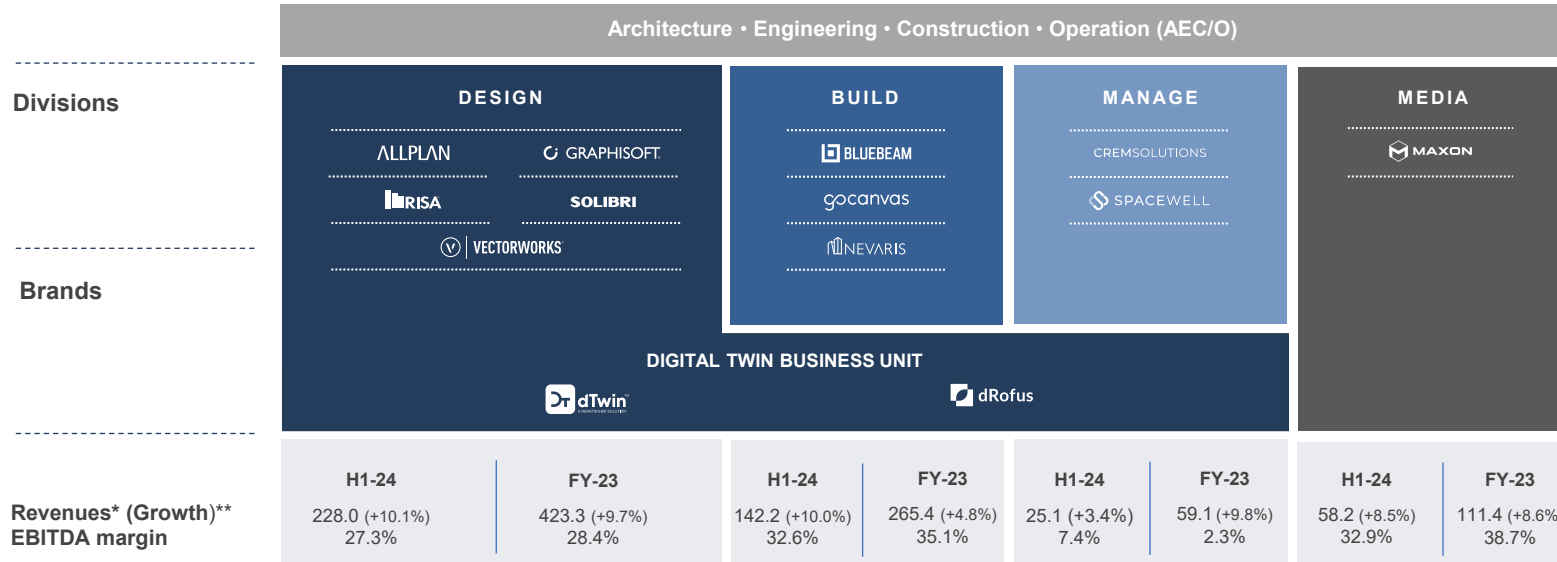 Architecture • Engineering • Construction • Operation (AEC/O)
Divisions
DESIGN
BUILD
MANAGE
MEDIA
ALLPLAN
GRAPHISOFT.
BLUEBEAM
CREMSOLUTIONS
MAXON
RISA
SOLIBRI
gocanvas
SPACEWELL
VECTORWORKS
NEVARIS
Brands
DIGITAL TWIN BUSINESS UNIT
dTwin
A NEMETSCHEK SOLUTION
dRofus
H1-24
FY-23
H1-24
FY-23
H1-24
FY-23
H1-24
FY-23
Revenues* (Growth)**
228.0 (+10.1%)
423.3 (+9.7%)
142.2 (+10.0%)
265.4 (+4.8%)
25.1 (+3.4%)
59.1 (+9.8%)
58.2 (+8.5%)
111.4 (+8.6%
EBITDA margin
27.3%
28.4%
32.6%
35.1%
7.4%
2.3%
32.9%
38.7%